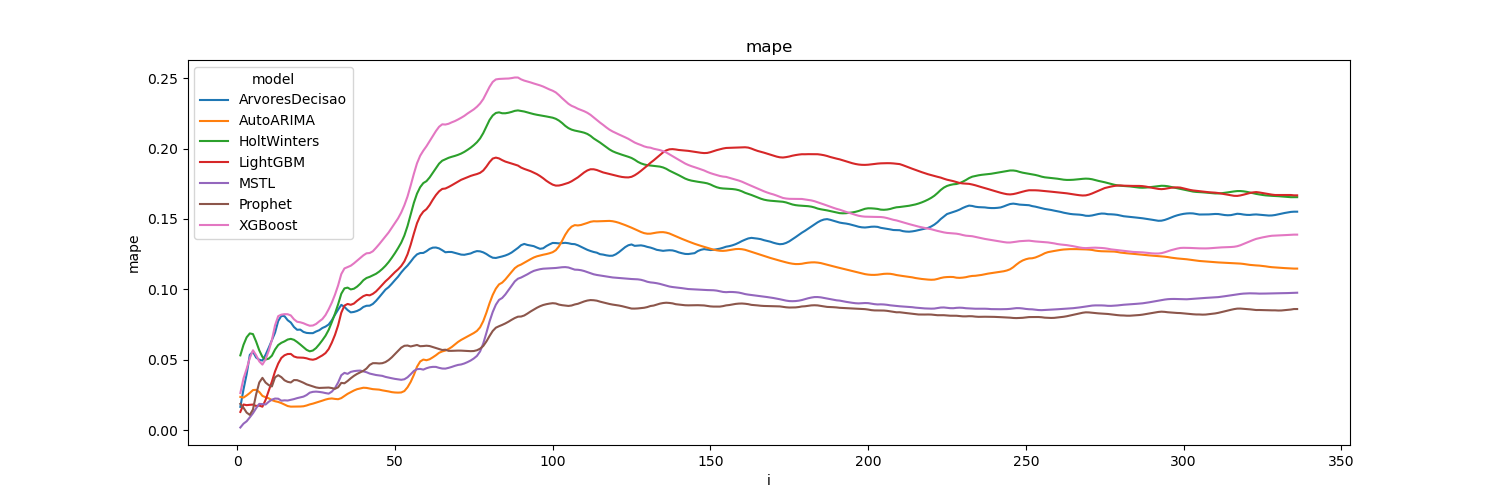 mape
model
ArvoresDecisao
AutoARIMA
HoltWinters
LightGBM
MSTL
Prophet
XGBoost
mape
0.25
0.20
0.15
0.10
0.05
0.00
0 50 100 150 200 250 300 350
i